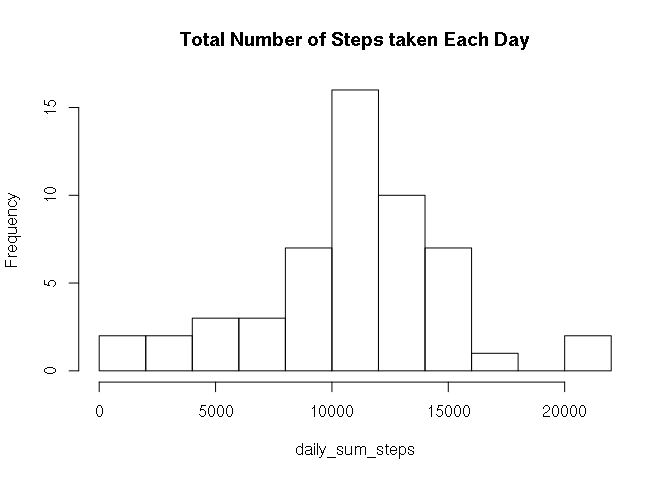 Total Number of Steps taken Each Day
Frequency
15
10
5
0
0 5000 10000 15000 20000
daily_sum_steps